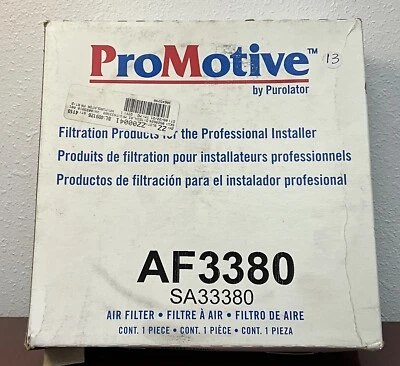 ProMotive™
13
by Purolator
Filtration Products for the Professional Installer
Produits de filtration pour installateurs professionnels
Productos de filtración para el instalador profesional
AF3380
SA33380
AIR FILTER • FILTRE À AIR • FILTRO DE AIRE
CONT. 1 PIECE • CONT. 1 PIÈCE • CONT. 1 PIEZA